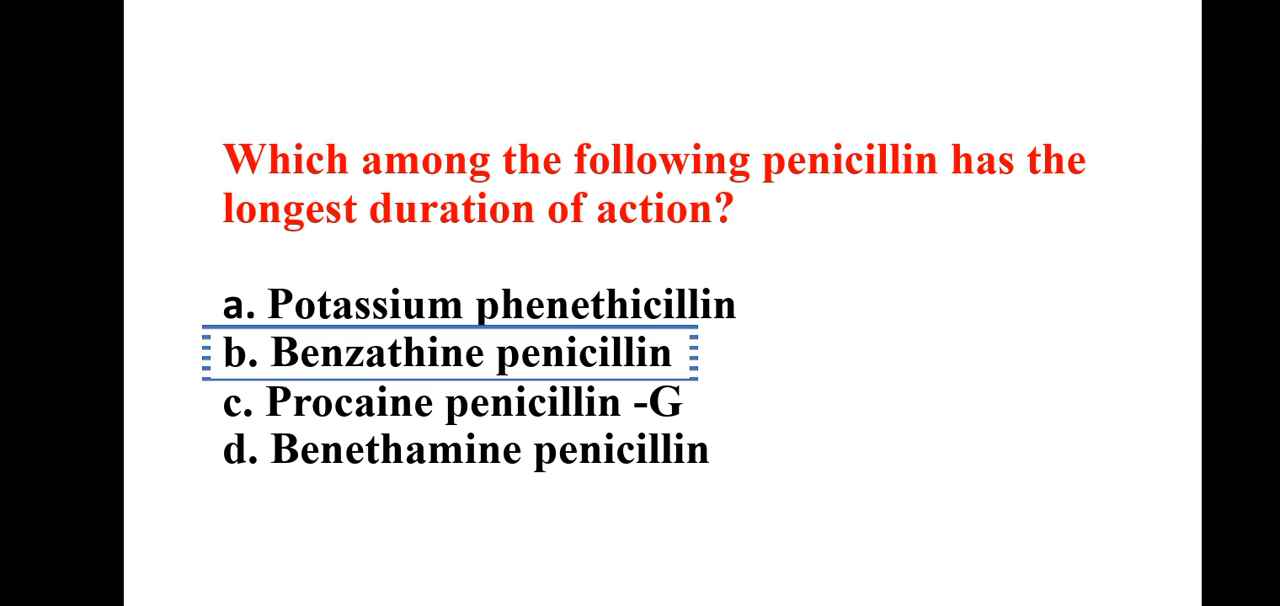 Which among the following penicillin has the
longest duration of action?
a. Potassium phenethicillin
b. Benzathine penicillin
c. Procaine penicillin -G
d. Benethamine penicillin